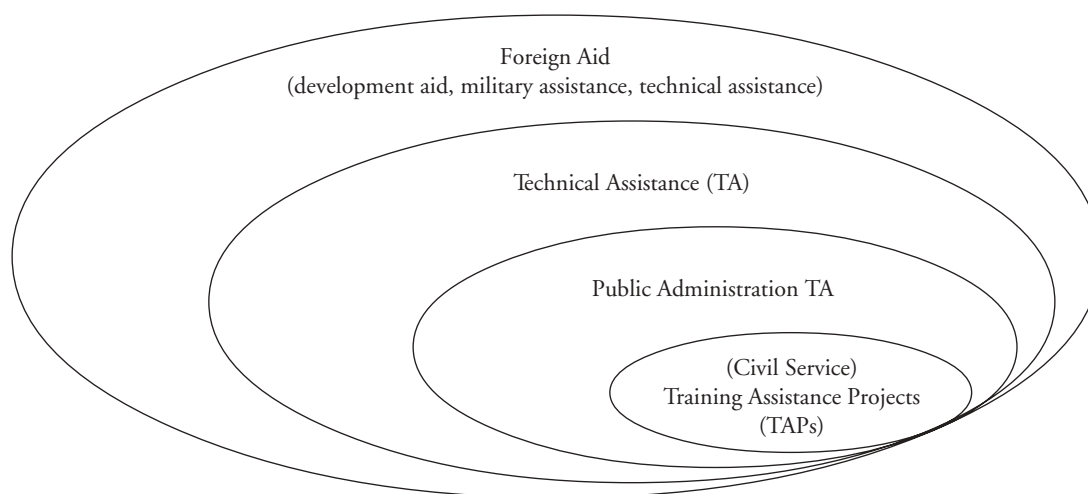 Foreign Aid
(development aid, military assistance, technical assistance)
Technical Assistance (TA)
Public Administration TA
(Civil Service)
Training Assistance Projects
(TAPs)